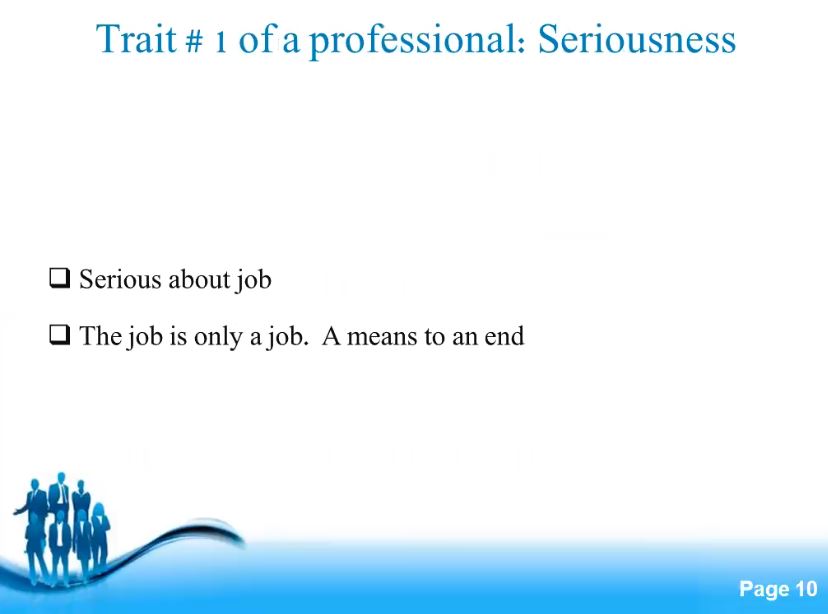 Trait # 1 of a professional: Seriousness
❑ Serious about job
❑ The job is only a job. A means to an end
Page 10